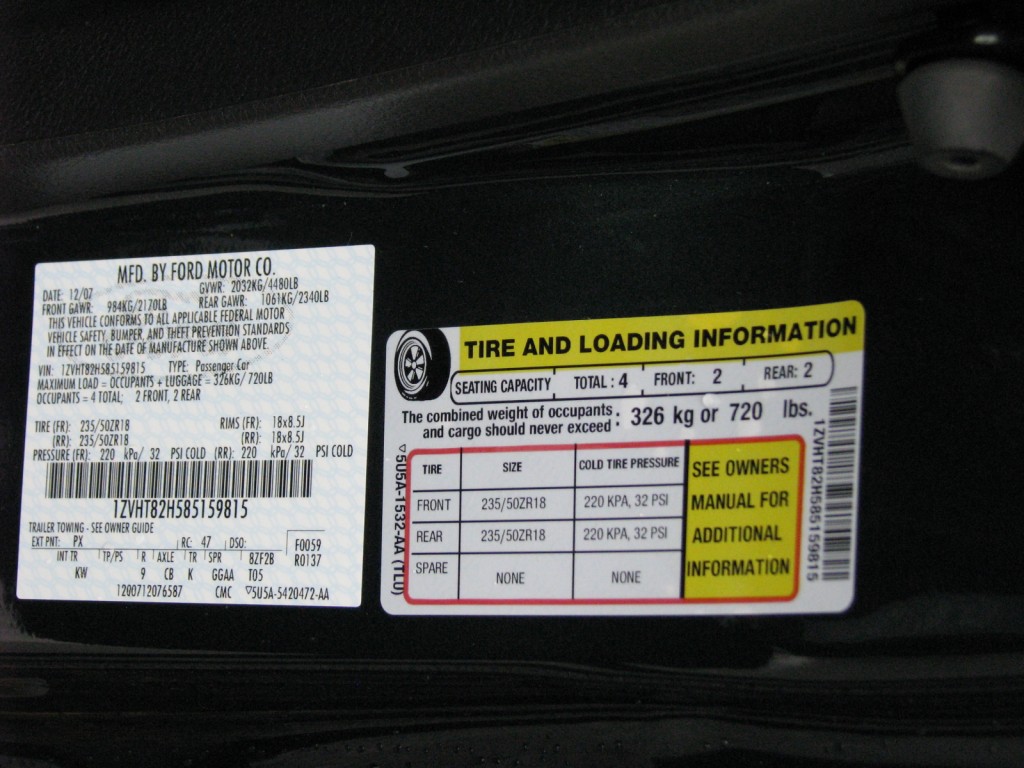 MFD. BY FORD MOTOR CO.
DATE: 12/07 GVWR: 2032KG/4480LB
FRONT GAWR: 984KG/2170LB REAR GAWR: 1061KG/2340LB
THIS VEHICLE CONFORMS TO ALL APPLICABLE FEDERAL MOTOR
VEHICLE SAFETY, BUMPER, AND THEFT PREVENTION STANDARDS
IN EFFECT ON THE DATE OF MANUFACTURE SHOWN ABOVE.
VIN: 1ZVHT82H585159815 TYPE: Passenger Car
MAXIMUM LOAD = OCCUPANTS + LUGGAGE = 326KG/720LB
OCCUPANTS = 4 TOTAL; 2 FRONT, 2 REAR
TIRE (FR): 235/50ZR18 RIMS (FR): 18x8.5J
(RR): 235/50ZR18 (RR): 18x8.5J
PRESSURE (FR): 220 kPa/ 32 PSI COLD (RR): 220 kPa/ 32 PSI COLD
1ZVHT82H585159815
TRAILER TOWING - SEE OWNER GUIDE
EXT PNT: PX RC: 47 DSO: F0059
INT TR TP/PS R AXLE TR SPR 8ZF2B R0137
KW 9 CB K GGAA T05
1200712076587 CMC ▽5U5A-5420472-AA
TIRE AND LOADING INFORMATION
SEATING CAPACITY TOTAL : 4 FRONT: 2 REAR: 2
The combined weight of occupants
and cargo should never exceed : 326 kg or 720 lbs.
TIRE SIZE COLD TIRE PRESSURE
FRONT 235/50ZR18 220 KPA, 32 PSI
REAR 235/50ZR18 220 KPA, 32 PSI
SPARE NONE NONE
SEE OWNERS
MANUAL FOR
ADDITIONAL
INFORMATION
▽5U5A-1532-AA (TLU)
1ZVHT82H585159815